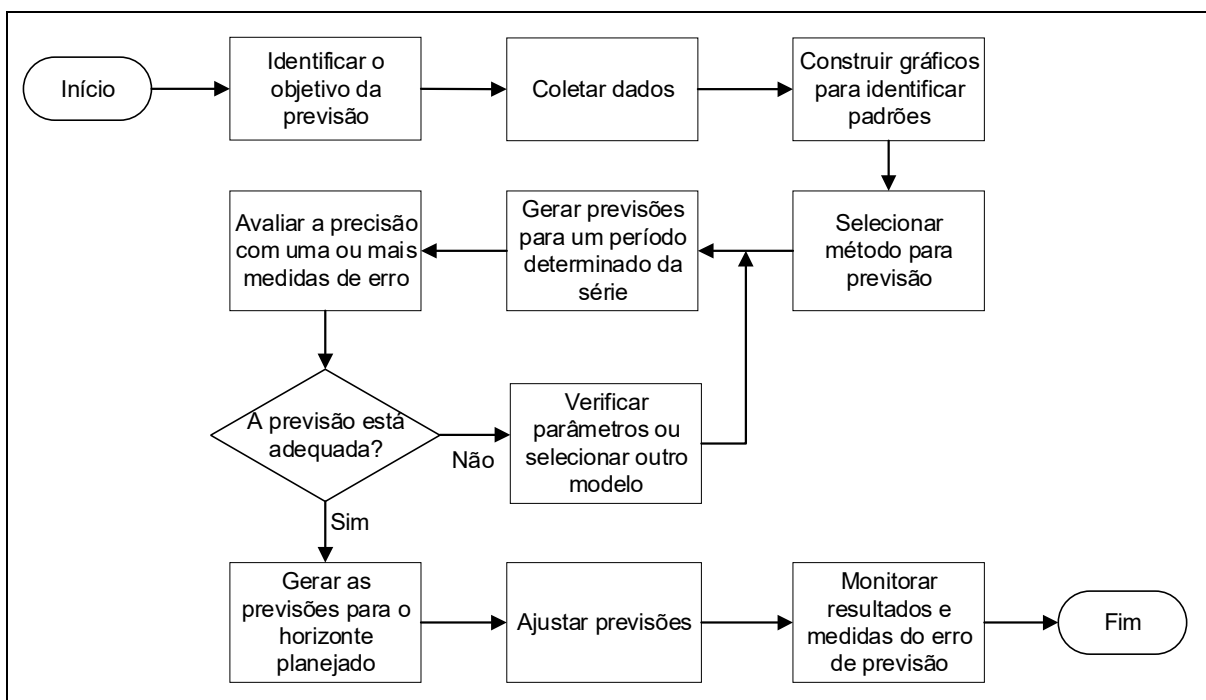 Início
Identificar o
objetivo da
previsão
Coletar dados
Construir gráficos
para identificar
padrões
Selecionar
método para
previsão
Gerar previsões
para um período
determinado da
série
Avaliar a precisão
com uma ou mais
medidas de erro
A previsão está
adequada?
Não
Verificar
parâmetros ou
selecionar outro
modelo
Sim
Gerar as
previsões para o
horizonte
planejado
Ajustar previsões
Monitorar
resultados e
medidas do erro
de previsão
Fim